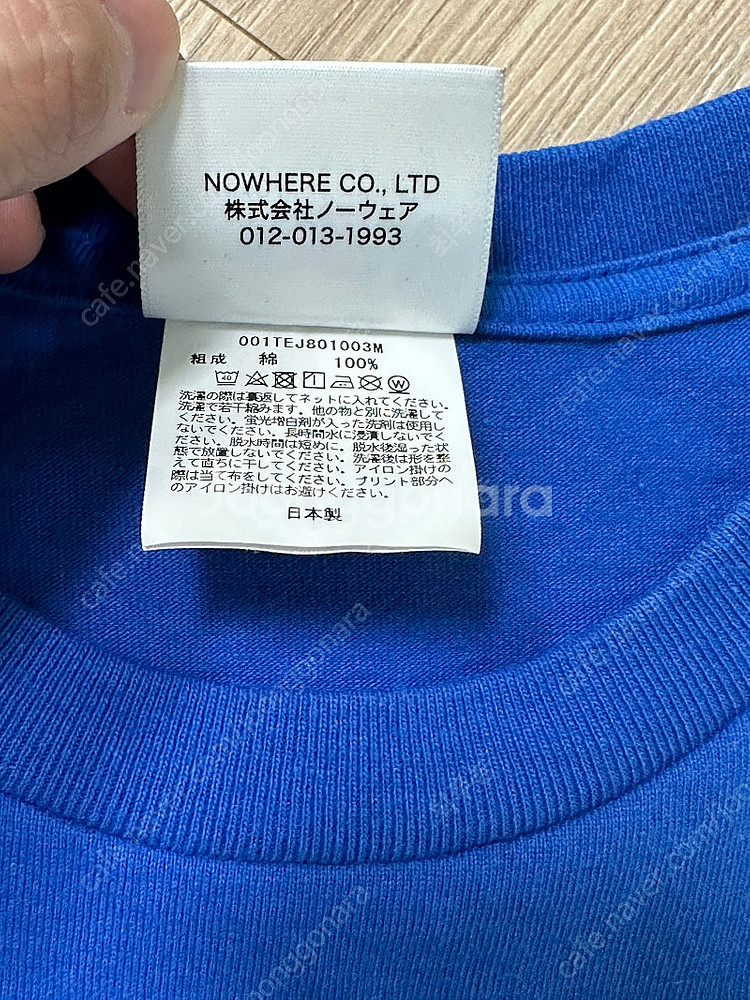 NOWHERE CO., LTD
株式会社ノーウェア
012-013-1993
001TEJ801003M
組成 綿 100%
40
洗濯の際は裏返してネットに入れてください。
洗濯で若干縮みます。他の物と別に洗濯して
ください。蛍光増白剤が入った洗剤は使用し
ないでください。長時間水に浸漬しないでく
ださい。脱水時間は短めに。脱水後湿った状
態で放置しないでください。洗濯後は形を整
えて直ちに干してください。アイロン掛けの
際は当て布をしてください。プリント部分へ
のアイロン掛けはお避けください。
日本製
joonggonara
cafe.naver.com/joonggonara